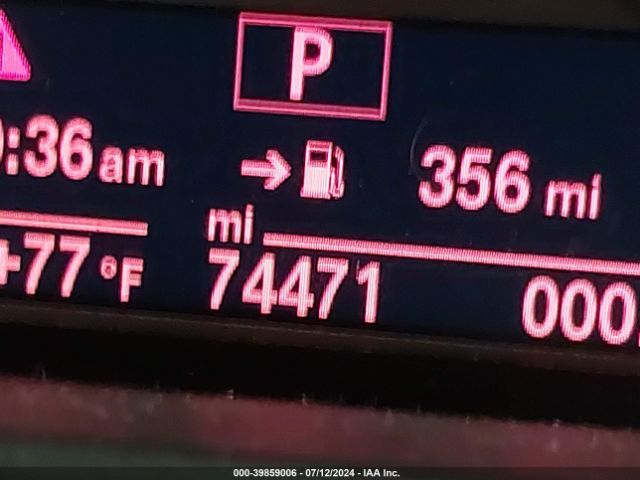 P
:36 am
356 mi
mi
+77 °F
74471
000
000-39859006 - 07/12/2024 - IAA Inc.